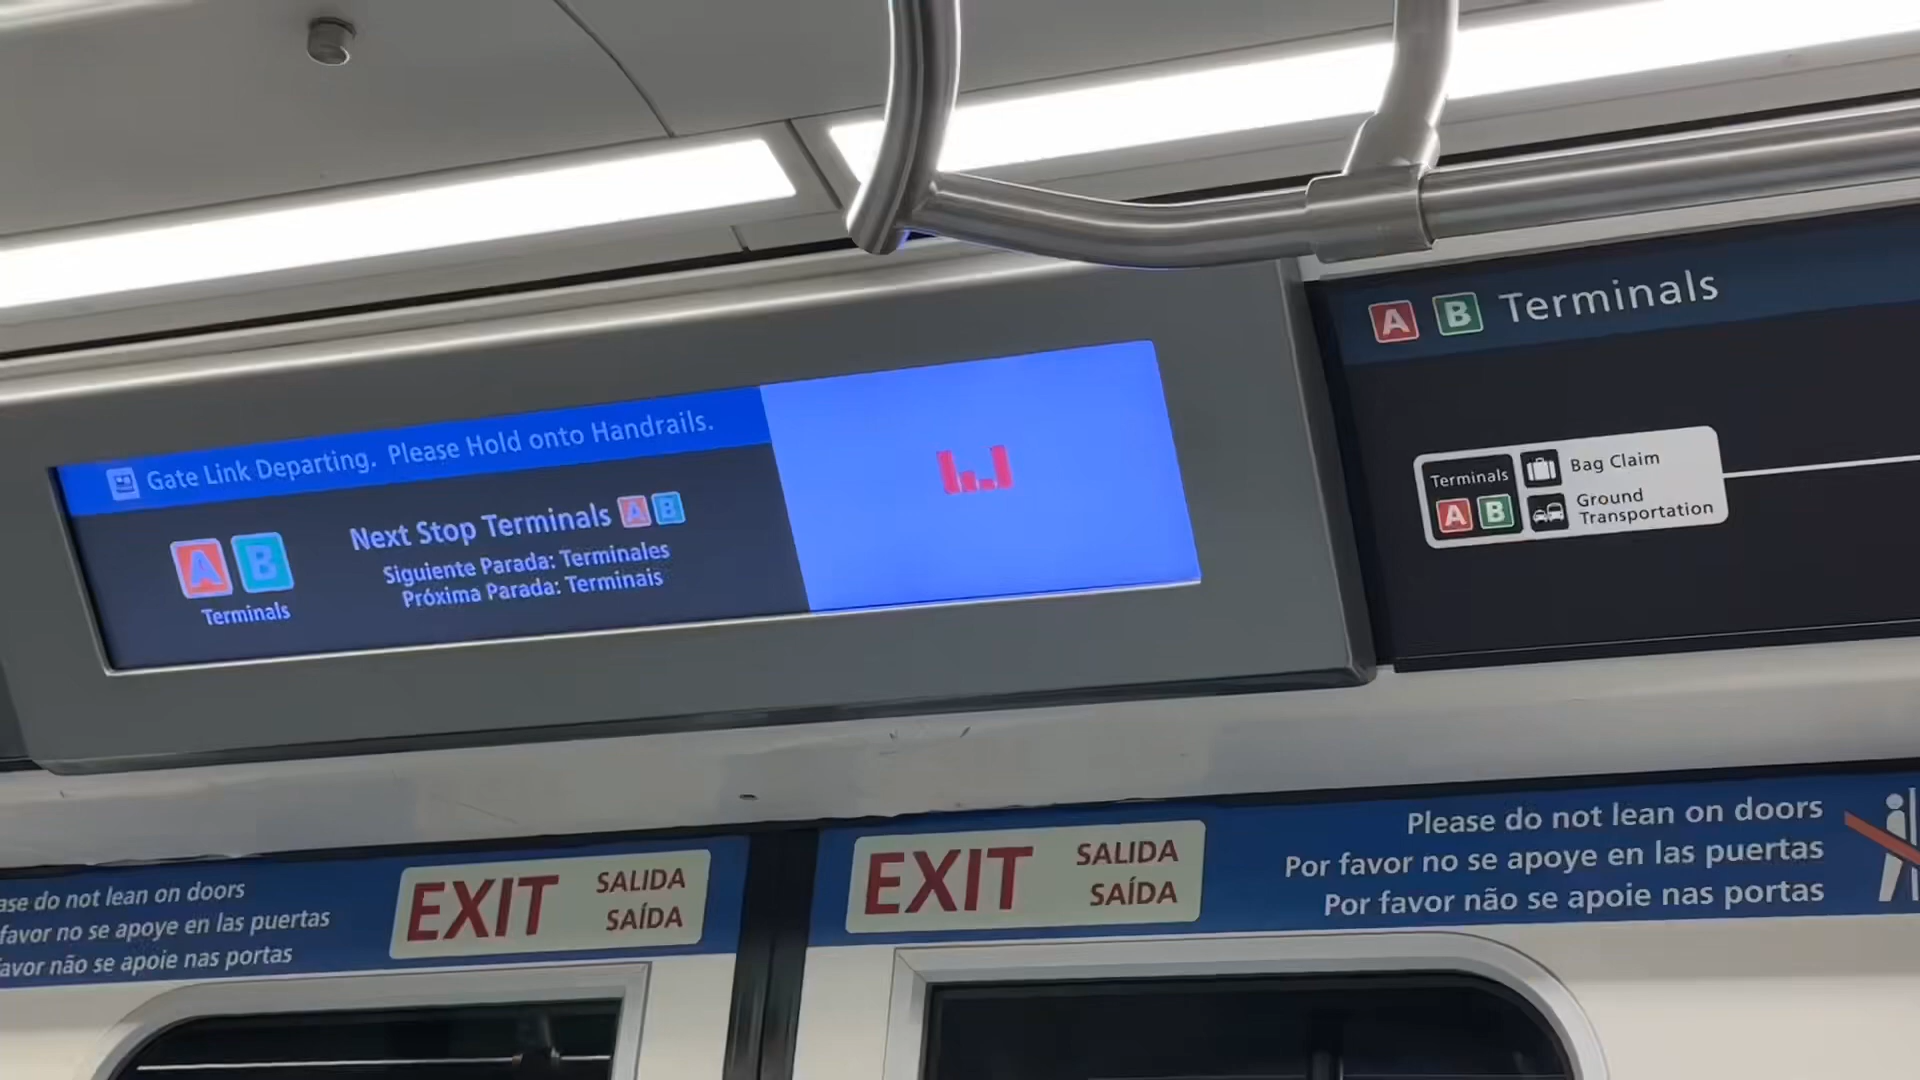 Gate Link Departing. Please Hold onto Handrails.
A B
Terminals
Next Stop Terminals A B
Siguiente Parada: Terminales
Próxima Parada: Terminais
A B Terminals
Terminals
A B
Bag Claim
Ground
Transportation
do not lean on doors
favor no se apoye en las puertas
não se apoie nas portas
EXIT
SALIDA
SAÍDA
EXIT
SALIDA
SAÍDA
Please do not lean on doors
Por favor no se apoye en las puertas
Por favor não se apoie nas portas